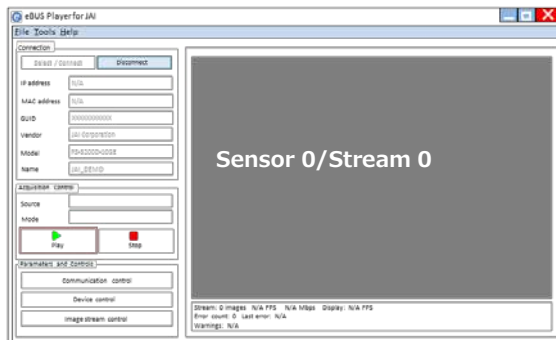 eBUS Player for JAI
File Tools Help
Connection
Select / Connect
Disconnect
IP address
N/A
MAC address
N/A
GUID
XXXXXXXXXXXX
Vendor
JAI Corporation
Model
Name
JAI_DEMO
Acquisition Control
Source
Mode
Play
Stop
Parameters and Controls
Communication control
Device control
Image stream control
Sensor 0/Stream 0
Stream: 0 images N/A FPS N/A Mbps Display: N/A FPS
Error count: 0 Last error: N/A
Warnings: N/A